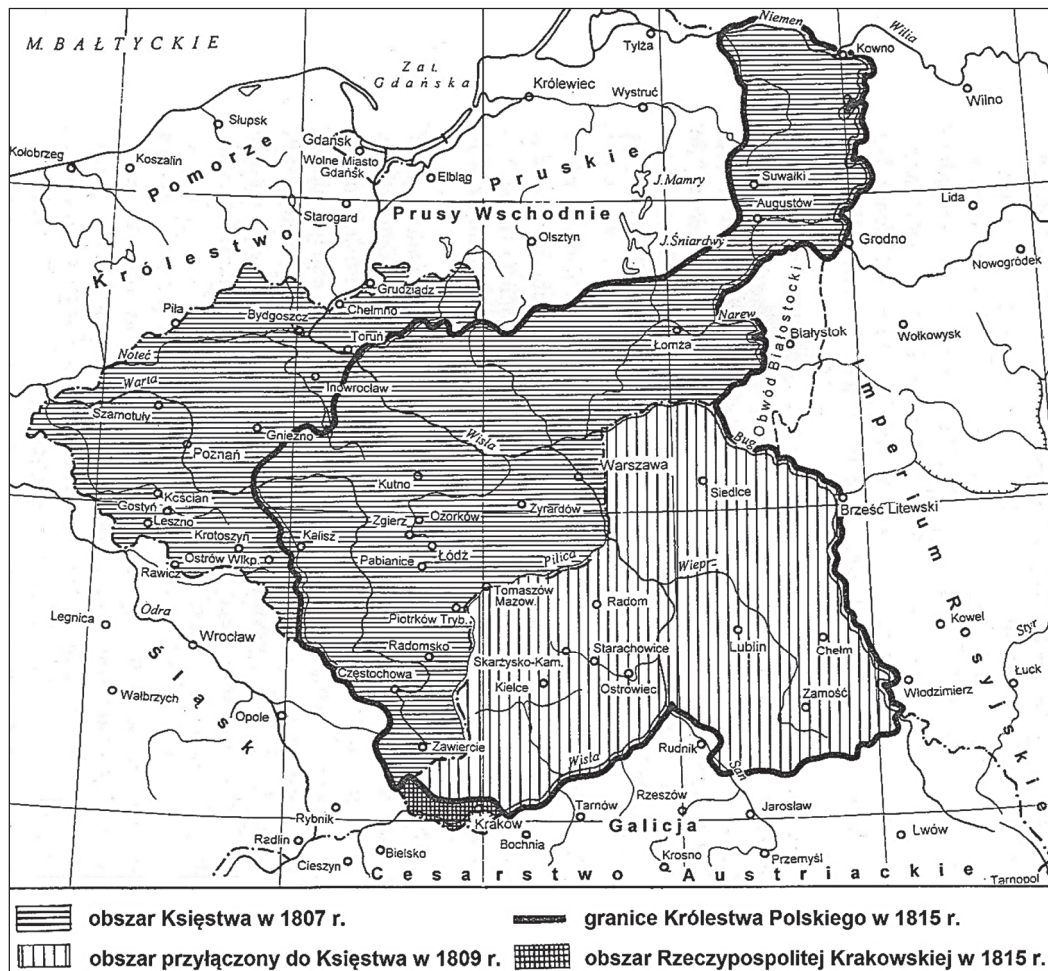 Niemen
M. BAŁTYCKIE
Tylża
Kowno
Wilia
Zat.
Gdańska
Królewiec
Wystruć
Wilno
Słupsk
Gdańsk
Wolne Miasto
Gdańsk
Kołobrzeg
Koszalin
Pomorze
Elbląg
Pruskie
J. Mamry
Suwałki
Starogard
Prusy Wschodnie
Augustów
Lida
Królestwo
Olsztyn
J. Śniardwy
Grodno
Nowogródek
Grudziądz
Chełmno
Piła
Bydgoszcz
Narew
Białystok
Wołkowysk
Toruń
Łomża
Obwód Białostocki
Noteć
Warta
Inowrocław
Imperium Rosyjskie
Szamotuły
Gniezno
Wisła
Bug
Poznań
Warszawa
Kutno
Siedlce
Kościan
Gostyń
Żyrardów
Brześć Litewski
Leszno
Zgierz
Ozorków
Krotoszyn
Kalisz
Łódź
Ostrów Wlkp.
Pabianice
Pilica
Rawicz
Wieprz
Odra
Tomaszów
Mazow.
Radom
Legnica
Piotrków Tryb.
Kowel
Styr
Wrocław
Radomsko
Starachowice
Lublin
Chełm
Śląsk
Skarżysko-Kam.
Częstochowa
Kielce
Ostrowiec
Włodzimierz
Łuck
Wałbrzych
Zamość
Opole
Zawiercie
Wisła
Rudnik
San
Rybnik
Kraków
Tarnów
Rzeszów
Jarosław
Radlin
Bochnia
Galicja
Lwów
Cieszyn
Bielsko
Krosno
Przemyśl
Cesarstwo Austriackie
Tarnopol
obszar Księstwa w 1807 r.
granice Królestwa Polskiego w 1815 r.
obszar przyłączony do Księstwa w 1809 r.
obszar Rzeczypospolitej Krakowskiej w 1815 r.